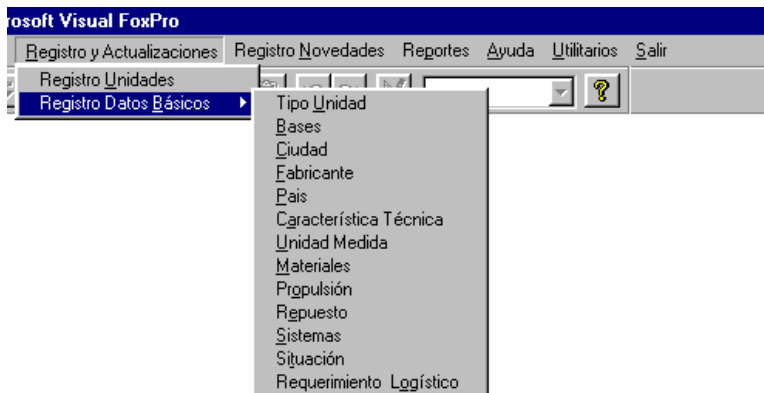 rosoft Visual FoxPro
Registro y Actualizaciones Registro Novedades Reportes Ayuda Utilitarios Salir
Registro Unidades
Registro Datos Básicos
Tipo Unidad
Bases
Ciudad
Fabricante
Pais
Característica Técnica
Unidad Medida
Materiales
Propulsión
Repuesto
Sistemas
Situación
Requerimiento Logístico